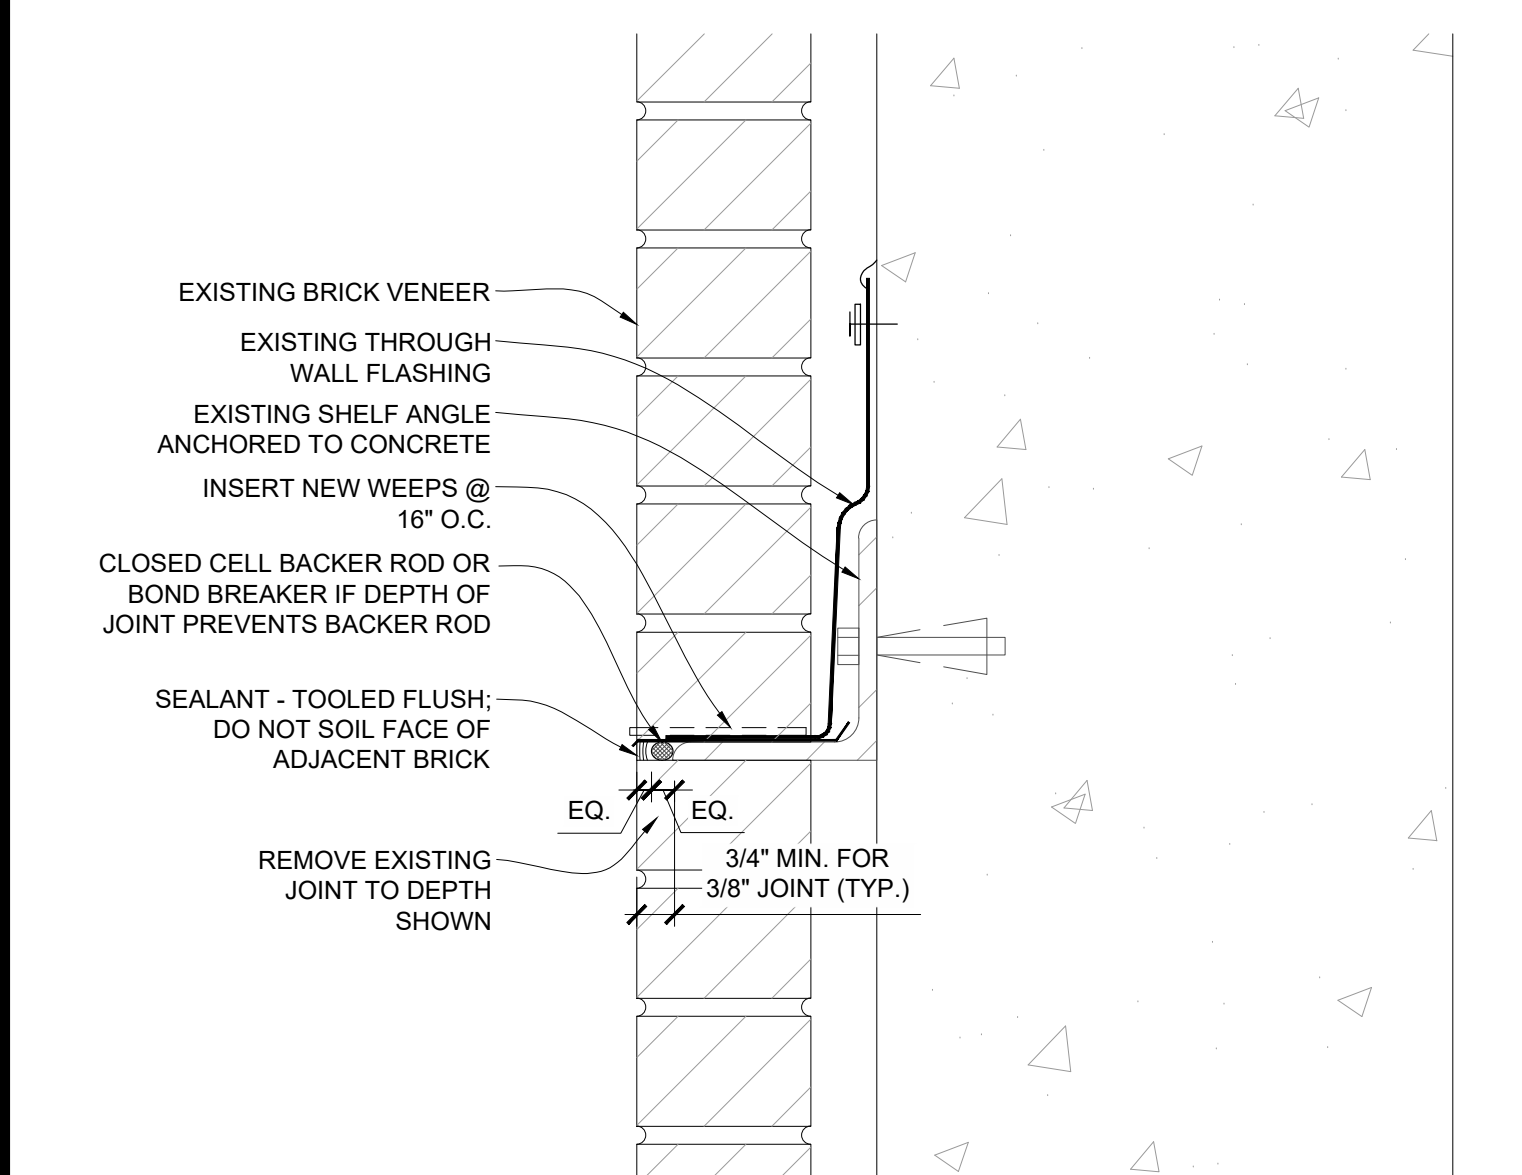 EXISTING BRICK VENEER
EXISTING THROUGH
WALL FLASHING
EXISTING SHELF ANGLE
ANCHORED TO CONCRETE
INSERT NEW WEEPS @
16" O.C.
CLOSED CELL BACKER ROD OR
BOND BREAKER IF DEPTH OF
JOINT PREVENTS BACKER ROD
SEALANT - TOOLED FLUSH;
DO NOT SOIL FACE OF
ADJACENT BRICK
EQ.
EQ.
REMOVE EXISTING
JOINT TO DEPTH
SHOWN
3/4" MIN. FOR
3/8" JOINT (TYP.)